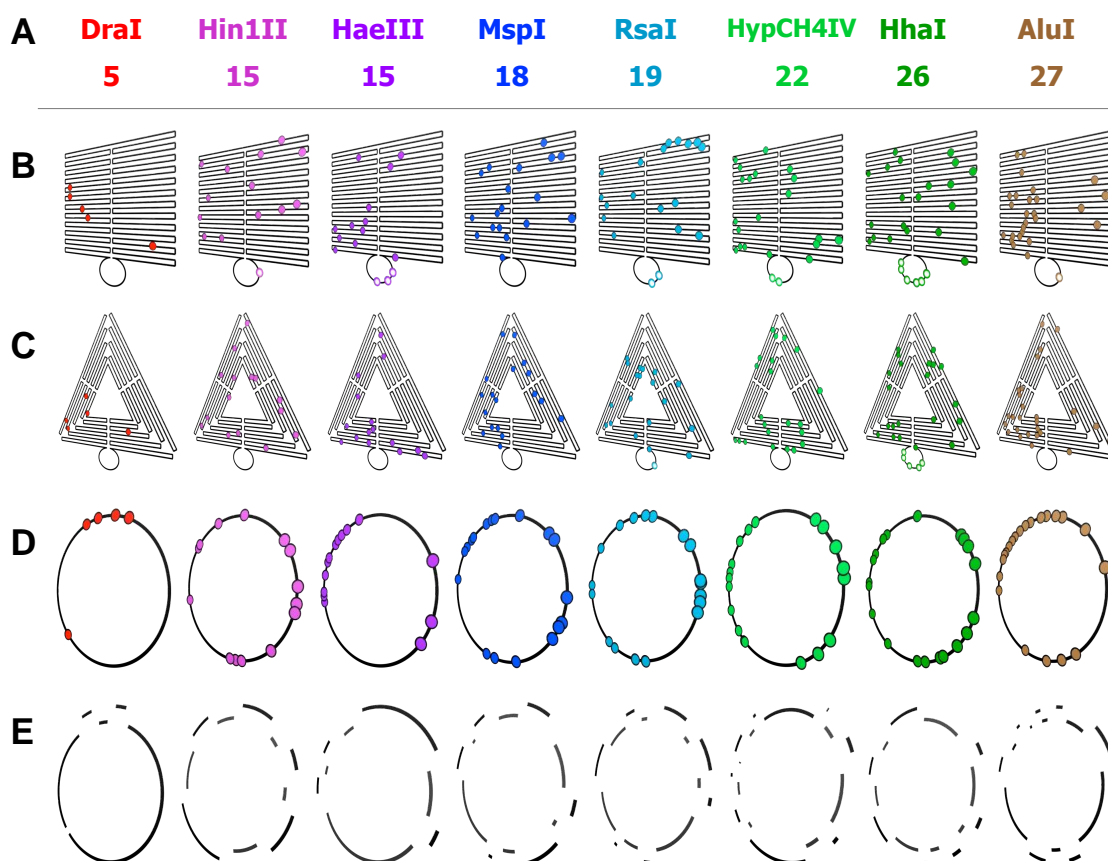 A DraI Hin1II HaeIII MspI RsaI HypCH4IV HhaI AluI
5 15 15 18 19 22 26 27
B
C
D
E